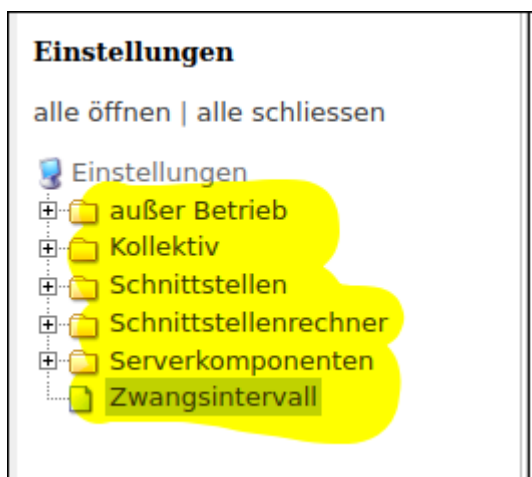 Einstellungen
alle öffnen | alle schliessen
Einstellungen
außer Betrieb
Kollektiv
Schnittstellen
Schnittstellenrechner
Serverkomponenten
Zwangsintervall